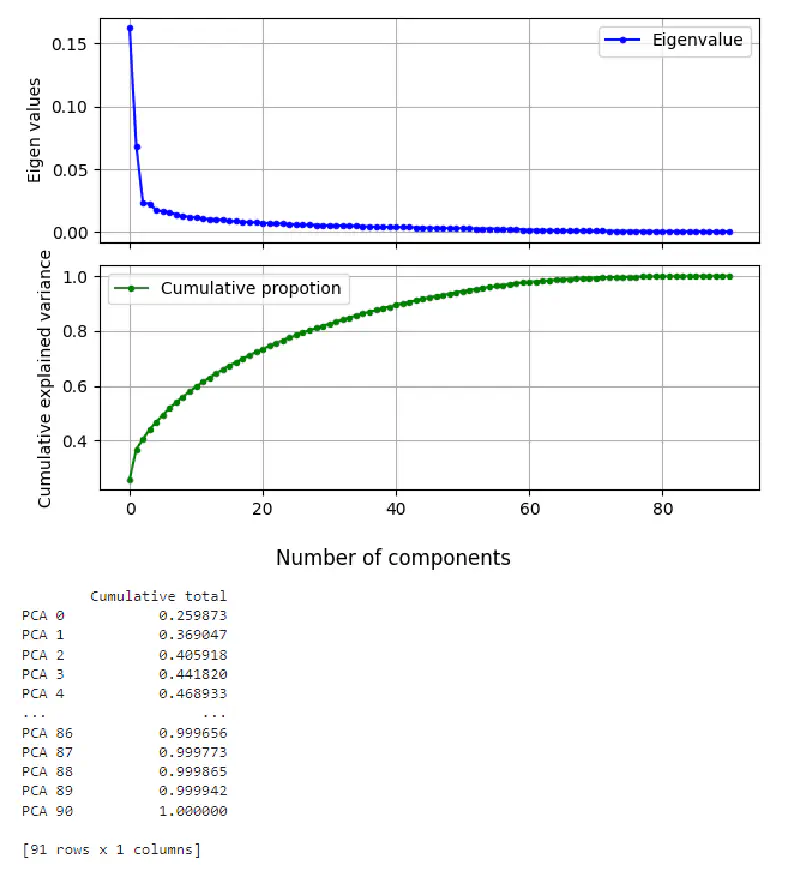 0.15
0.10
0.05
0.00
Eigen values
Eigenvalue
1.0
0.8
0.6
0.4
Cumulative explained variance
Cumulative propotion
0 20 40 60 80
Number of components
Cumulative total
PCA 0 0.259873
PCA 1 0.369047
PCA 2 0.405918
PCA 3 0.441820
PCA 4 0.468933
... ...
PCA 86 0.999656
PCA 87 0.999773
PCA 88 0.999865
PCA 89 0.999942
PCA 90 1.000000
[91 rows x 1 columns]